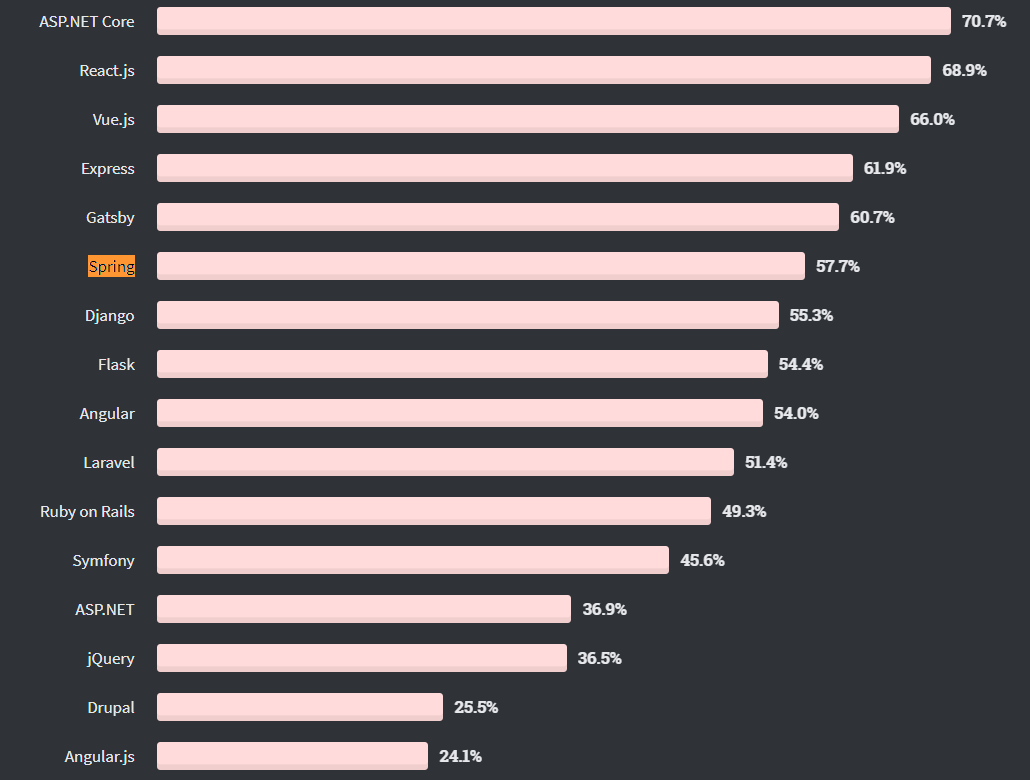 ASP.NET Core 70.7%
React.js 68.9%
Vue.js 66.0%
Express 61.9%
Gatsby 60.7%
Spring 57.7%
Django 55.3%
Flask 54.4%
Angular 54.0%
Laravel 51.4%
Ruby on Rails 49.3%
Symfony 45.6%
ASP.NET 36.9%
jQuery 36.5%
Drupal 25.5%
Angular.js 24.1%